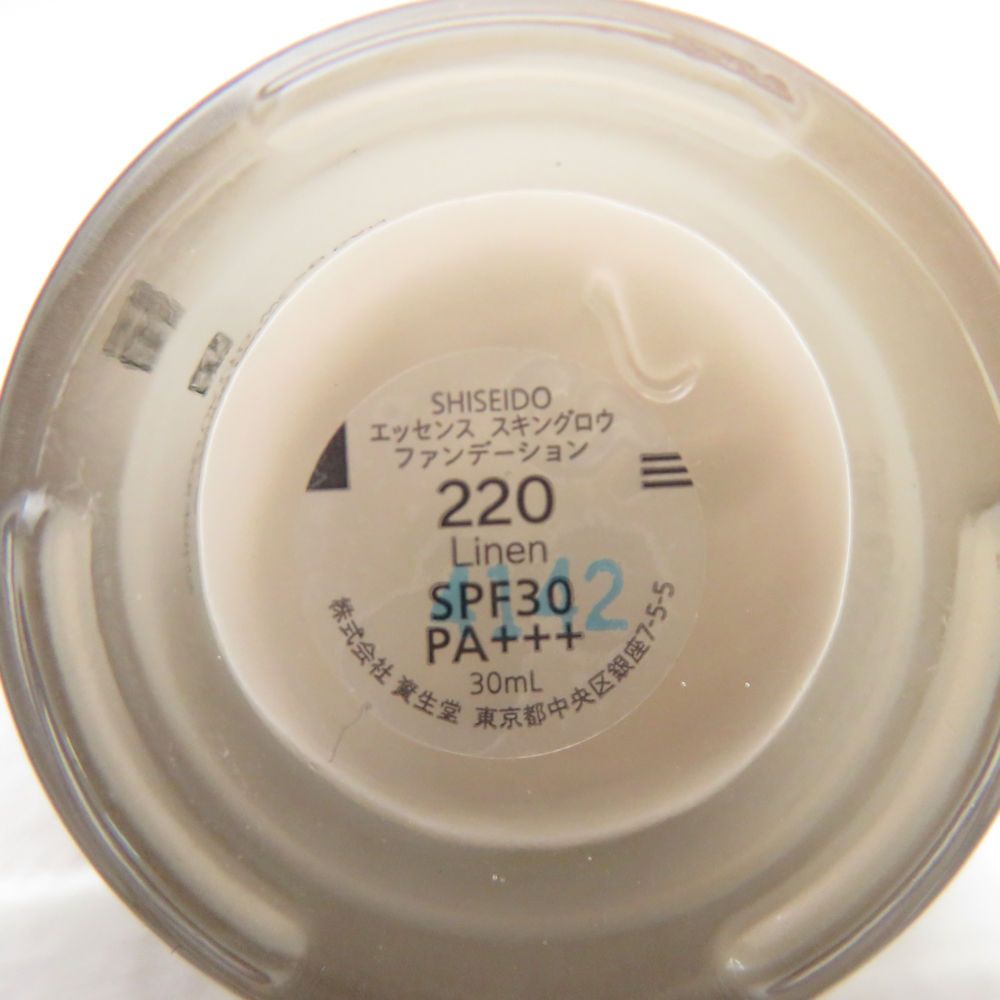 SHISEIDO
エッセンス スキングロウ
ファンデーション
220
Linen
4142
SPF30
PA+++
30mL
株式会社 資生堂 東京都中央区銀座7-5-5